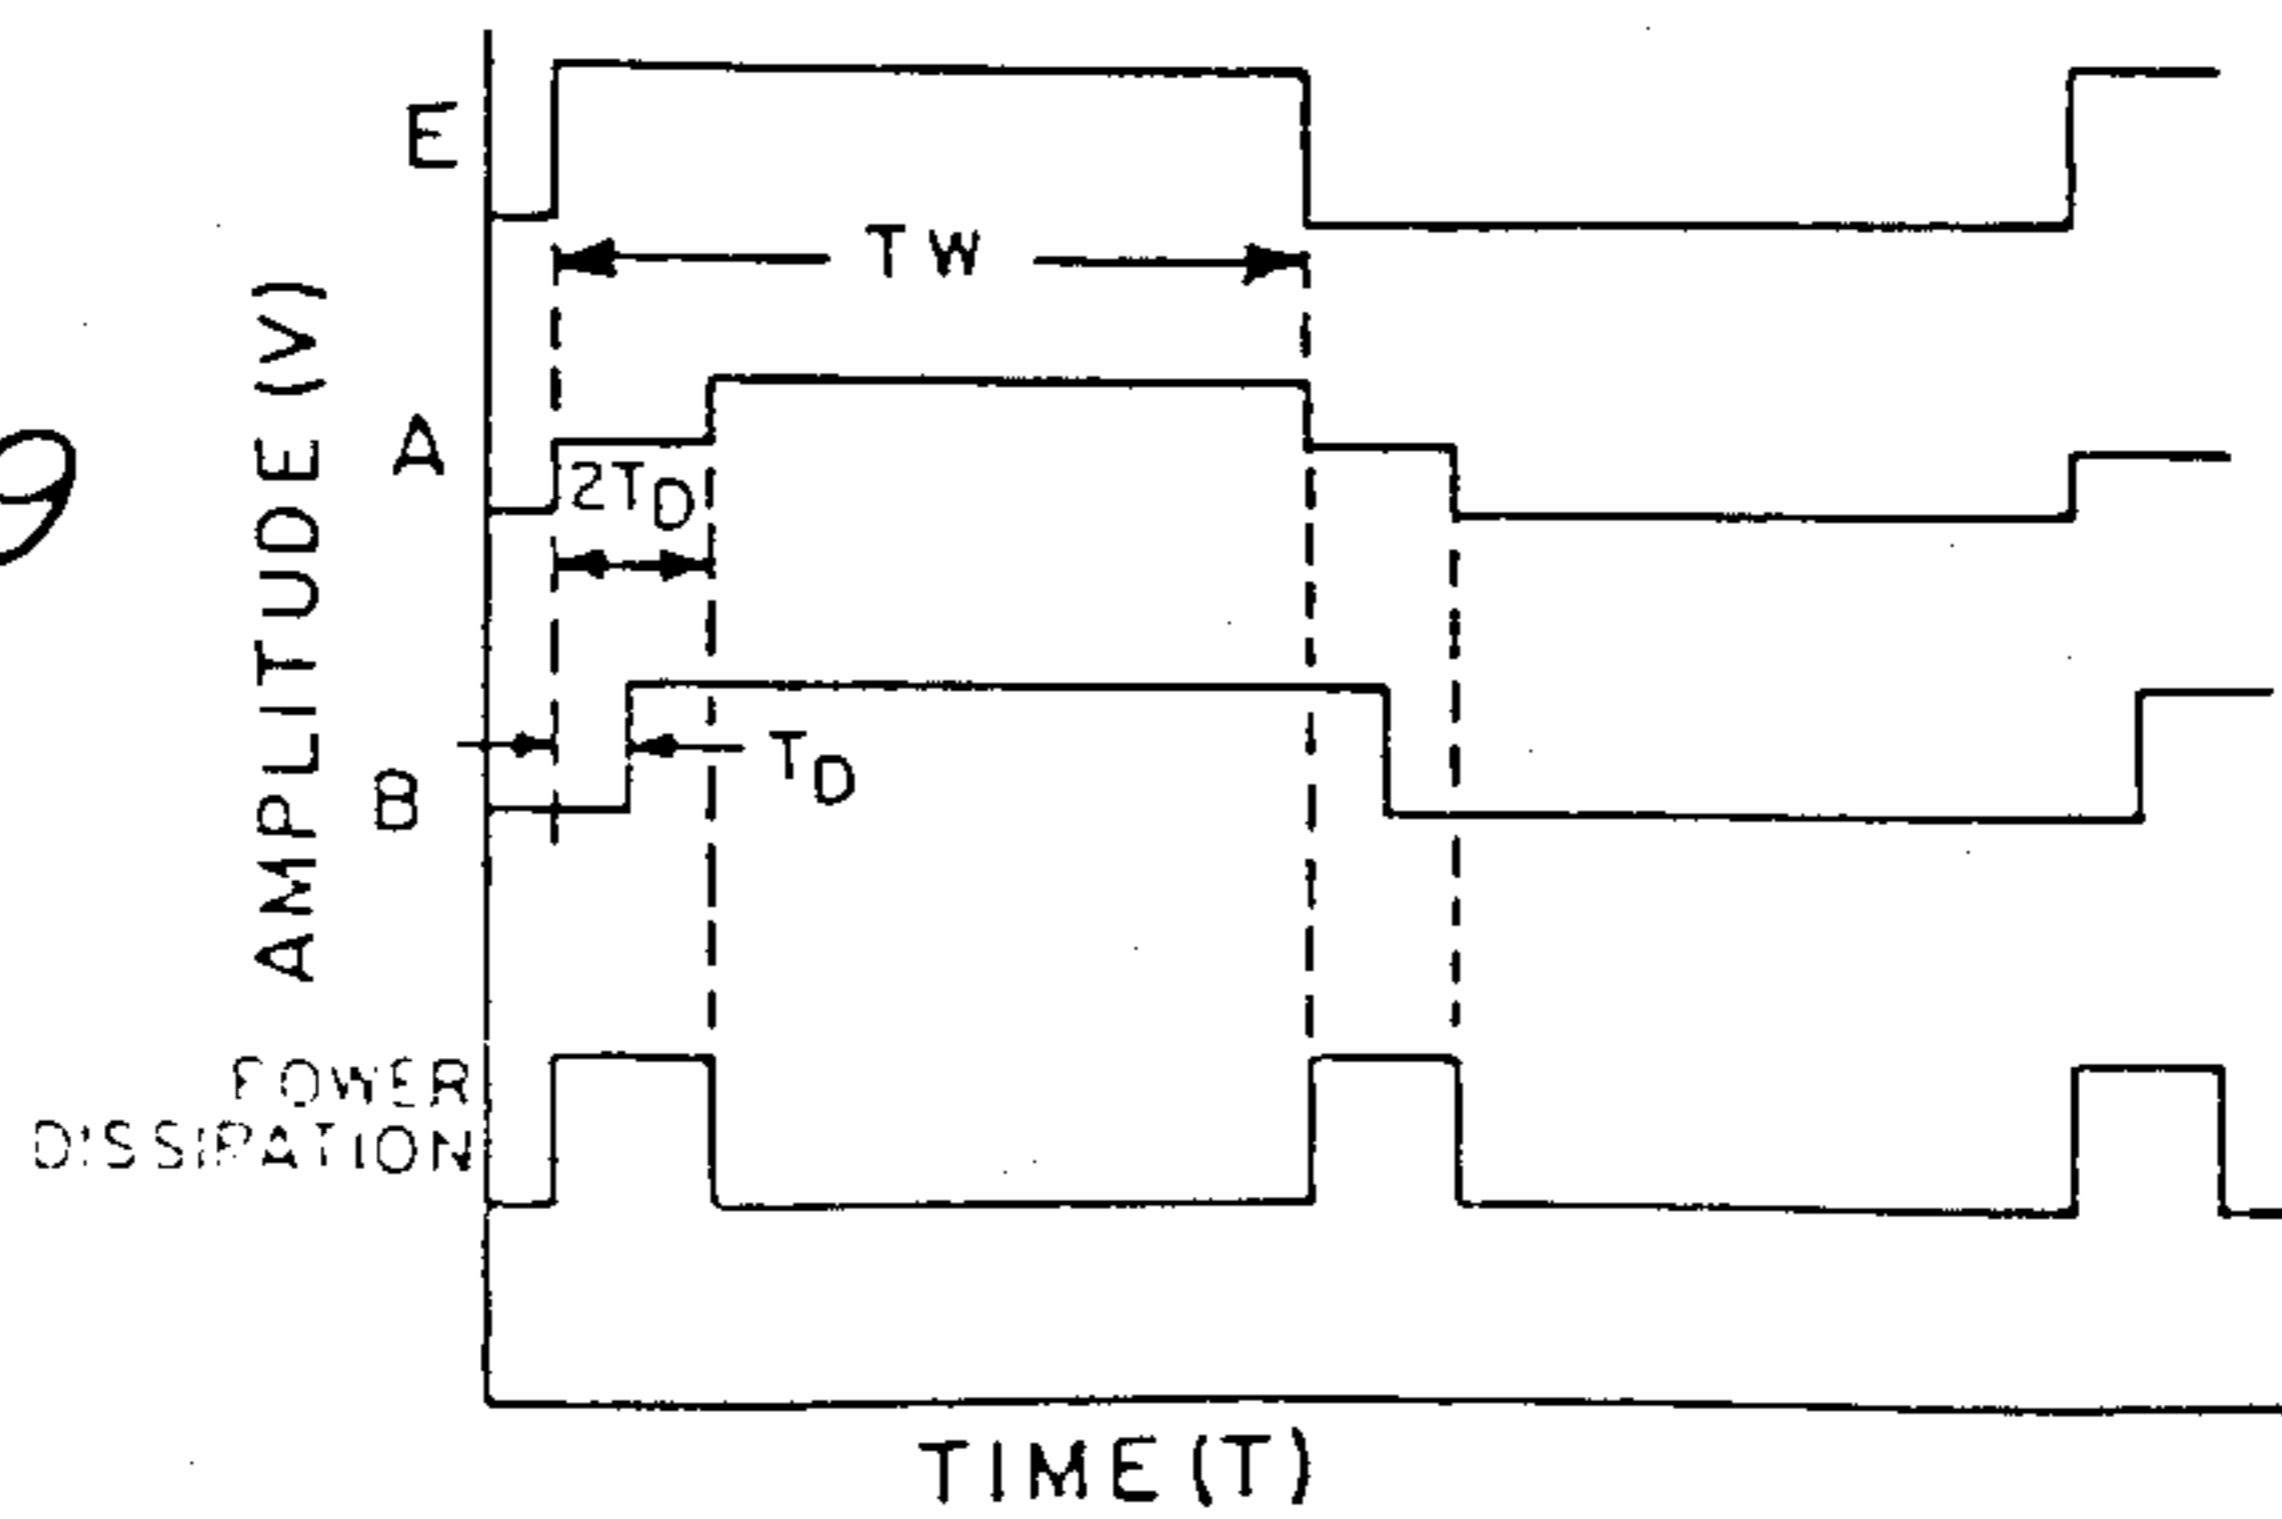 E
TW
A
2TD
AMPLITUDE (V)
9
TD
B
POWER
DISSIPATION
TIME (T)